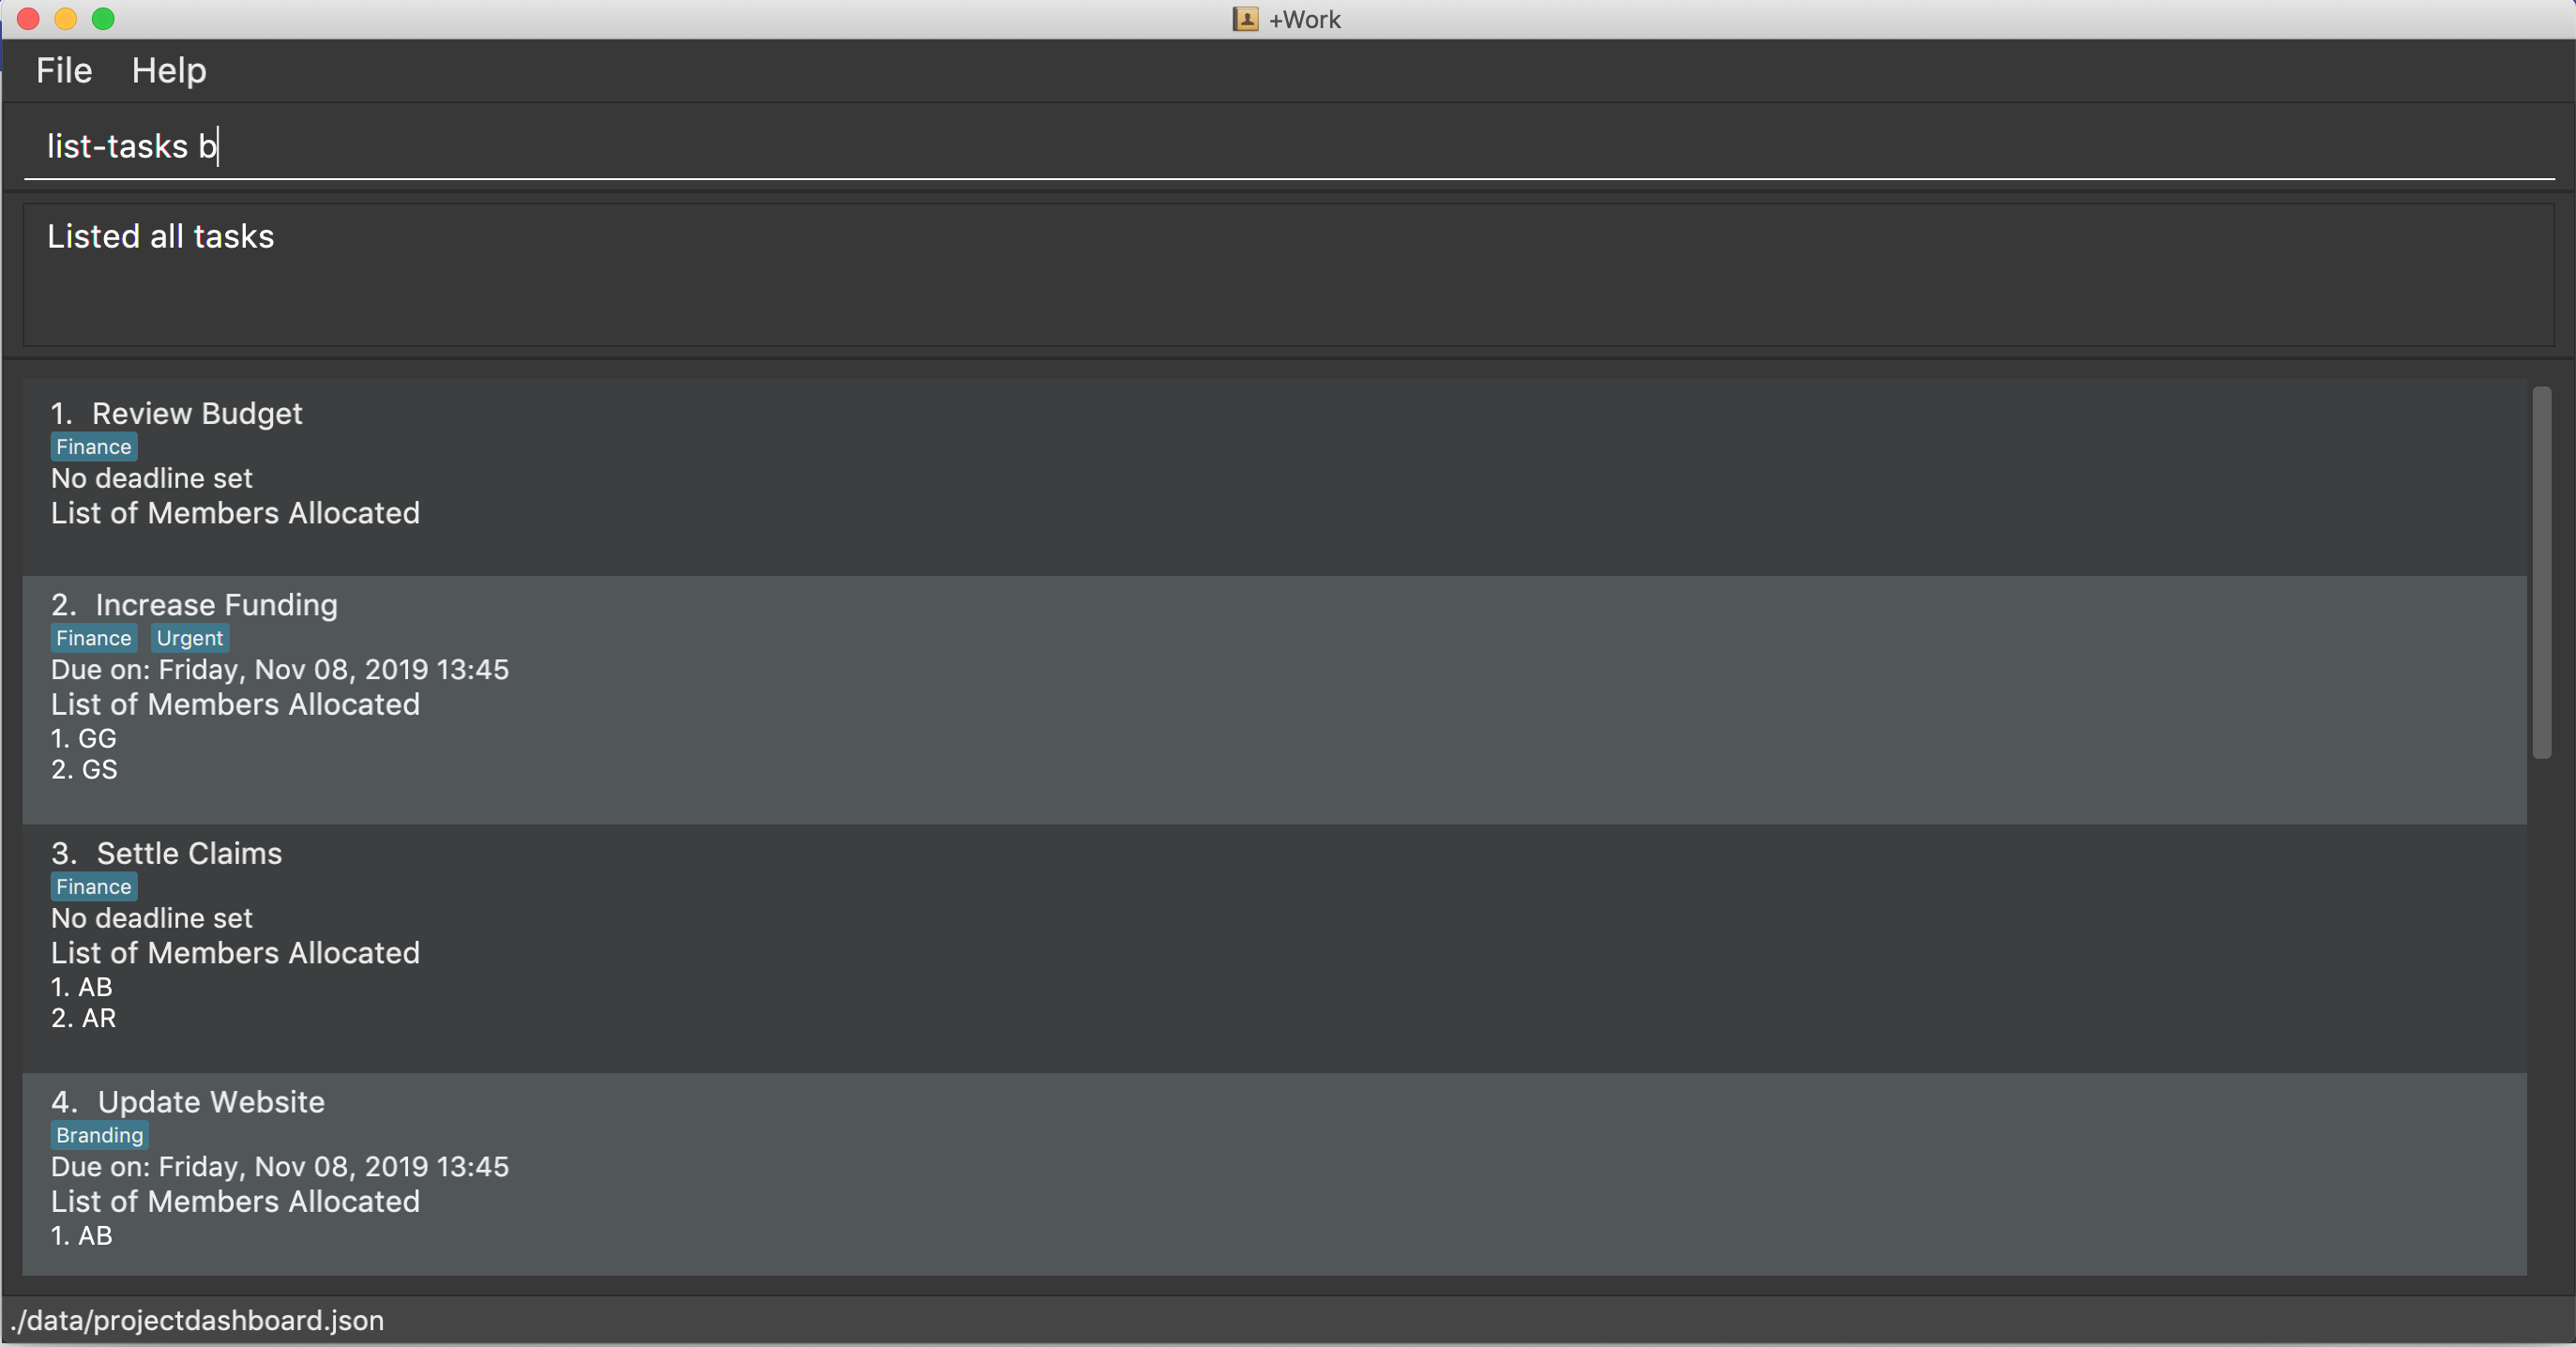 +Work
File Help
list-tasks b
Listed all tasks
1. Review Budget
Finance
No deadline set
List of Members Allocated
2. Increase Funding
Finance Urgent
Due on: Friday, Nov 08, 2019 13:45
List of Members Allocated
1. GG
2. GS
3. Settle Claims
Finance
No deadline set
List of Members Allocated
1. AB
2. AR
4. Update Website
Branding
Due on: Friday, Nov 08, 2019 13:45
List of Members Allocated
1. AB
./data/projectdashboard.json